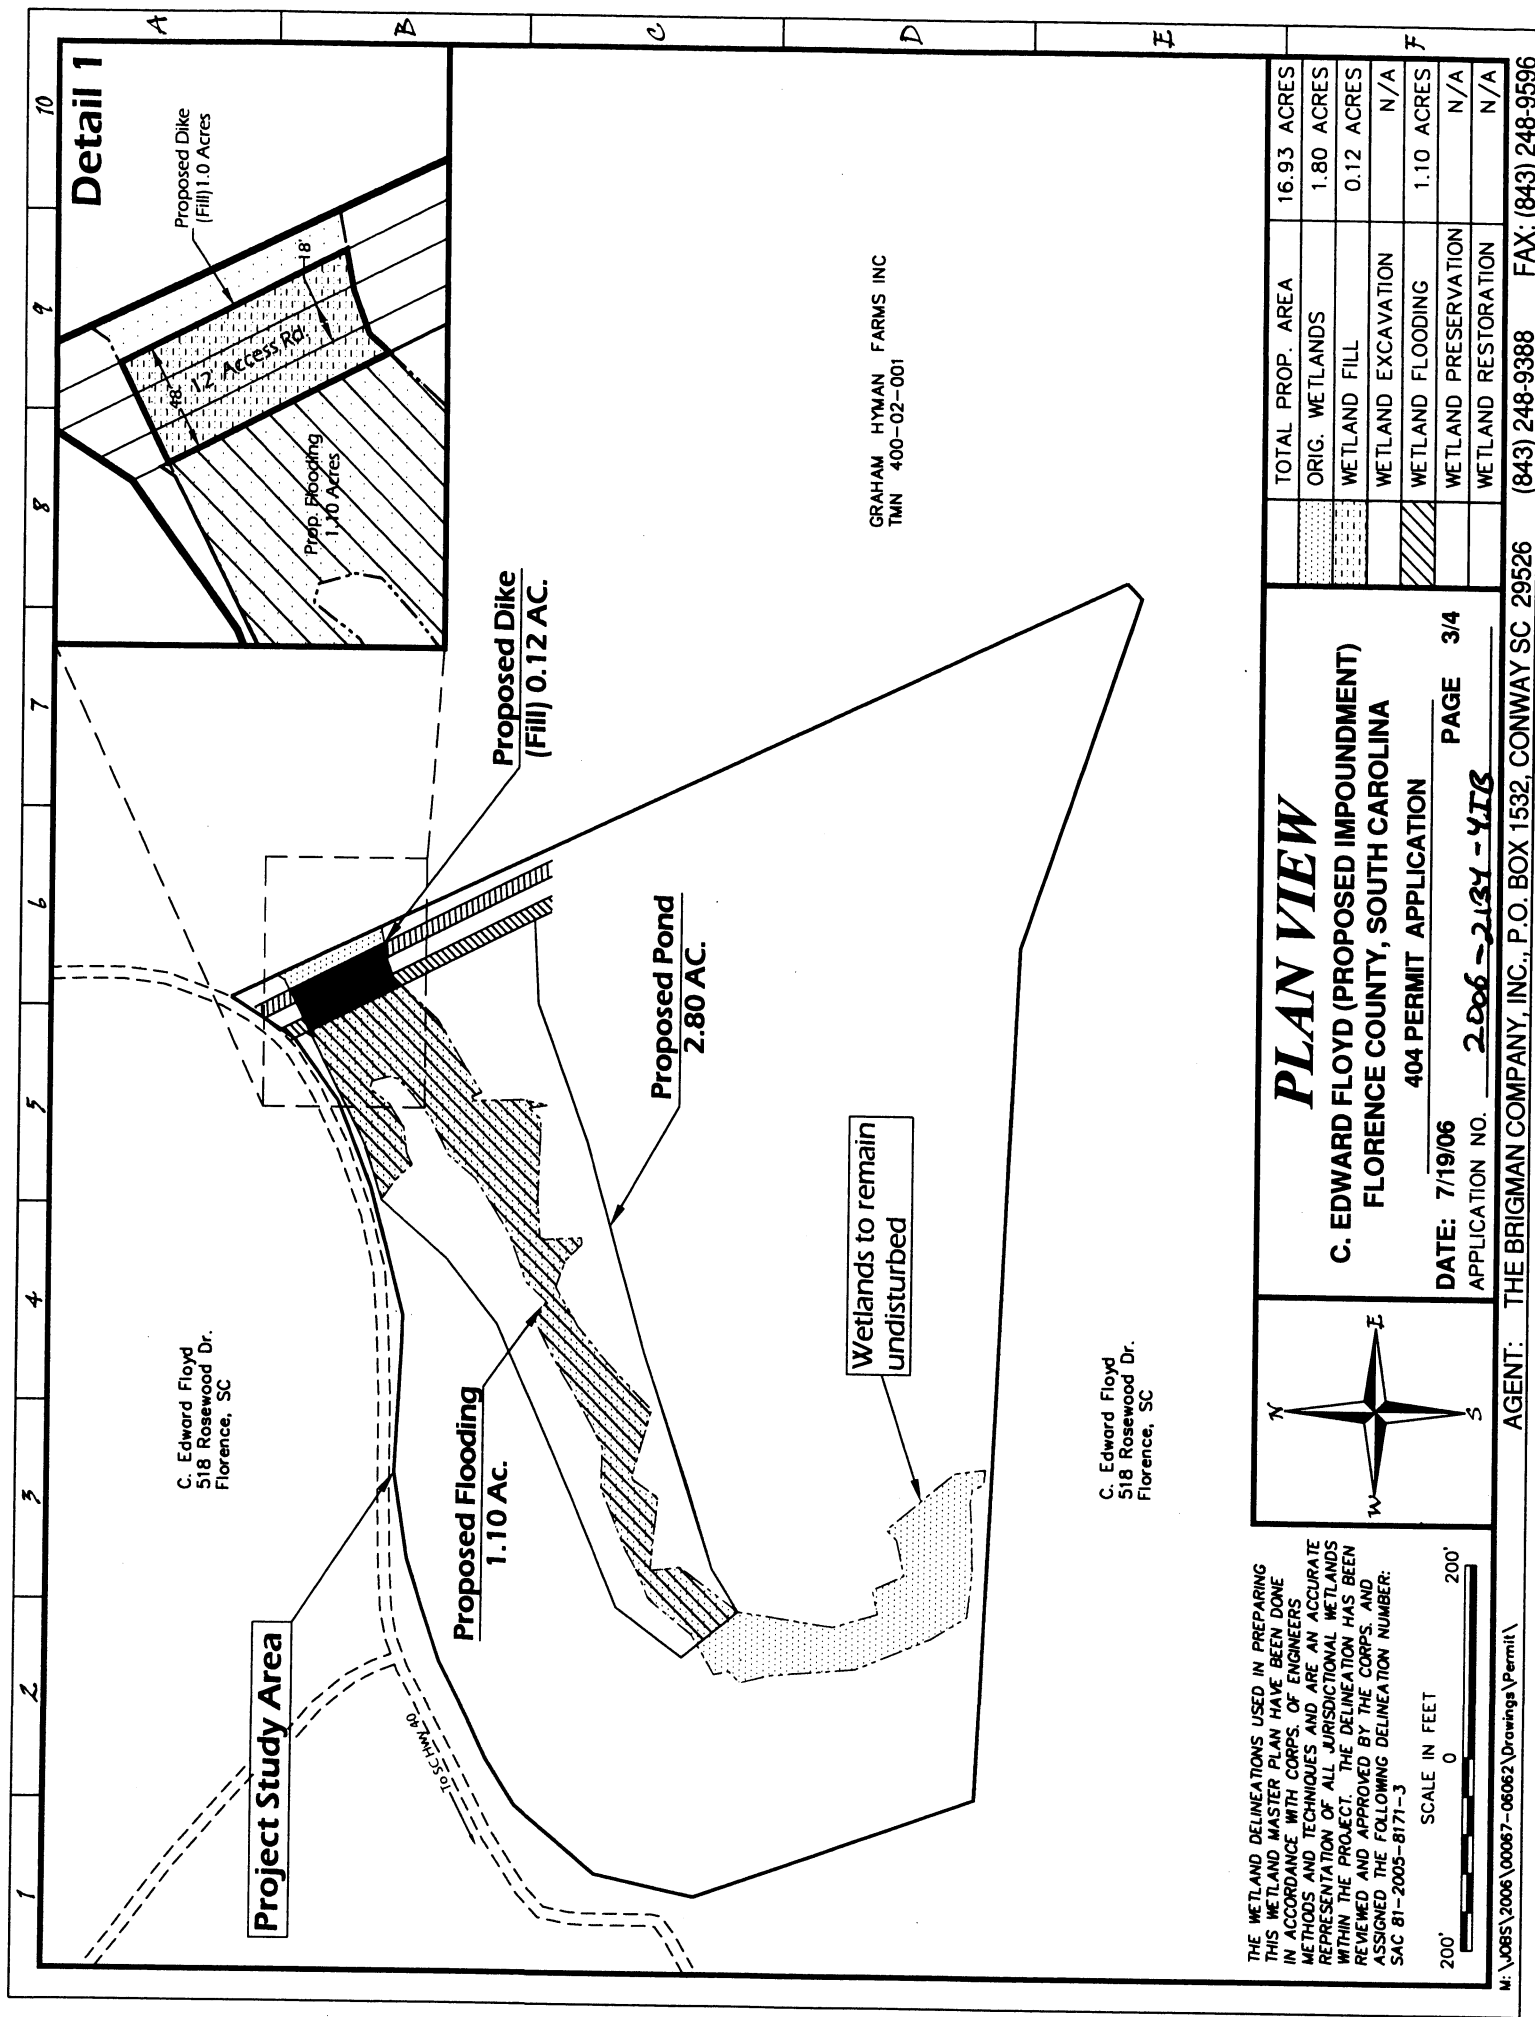 1
2
3
4
5
6
7
8
9
10
A
B
C
D
E
F
Detail 1
Proposed Dike
(Fill)1.0 Acres
18'
48'
12' Access Rd.
Prop. Flooding
1.10 Acres
Proposed Dike
(Fill) 0.12 AC.
C. Edward Floyd
518 Rosewood Dr.
Florence, SC
Project Study Area
To SC Hwy 40
Proposed Flooding
1.10 Ac.
Proposed Pond
2.80 AC.
GRAHAM HYMAN FARMS INC
TMN 400-02-001
Wetlands to remain
undisturbed
C. Edward Floyd
518 Rosewood Dr.
Florence, SC
THE WETLAND DELINEATIONS USED IN PREPARING
THIS WETLAND MASTER PLAN HAVE BEEN DONE
IN ACCORDANCE WITH CORPS. OF ENGINEERS
METHODS AND TECHNIQUES AND ARE AN ACCURATE
REPRESENTATION OF ALL JURISDICTIONAL WETLANDS
WITHIN THE PROJECT. THE DELINEATION HAS BEEN
REVIEWED AND APPROVED BY THE CORPS. AND
ASSIGNED THE FOLLOWING DELINEATION NUMBER:
SAC 81-2005-8171-3
SCALE IN FEET
200' 0 200'
N
W E
S
PLAN VIEW
C. EDWARD FLOYD (PROPOSED IMPOUNDMENT)
FLORENCE COUNTY, SOUTH CAROLINA
404 PERMIT APPLICATION
DATE: 7/19/06 PAGE 3/4
APPLICATION NO. 2006-2134-4IB
TOTAL PROP. AREA 16.93 ACRES
ORIG. WETLANDS 1.80 ACRES
WETLAND FILL 0.12 ACRES
WETLAND EXCAVATION N/A
WETLAND FLOODING 1.10 ACRES
WETLAND PRESERVATION N/A
WETLAND RESTORATION N/A
M: \JOBS\2006\00067-06062\Drawings\Permit\
AGENT: THE BRIGMAN COMPANY, INC., P.O. BOX 1532, CONWAY SC 29526 (843) 248-9388 FAX: (843) 248-9596